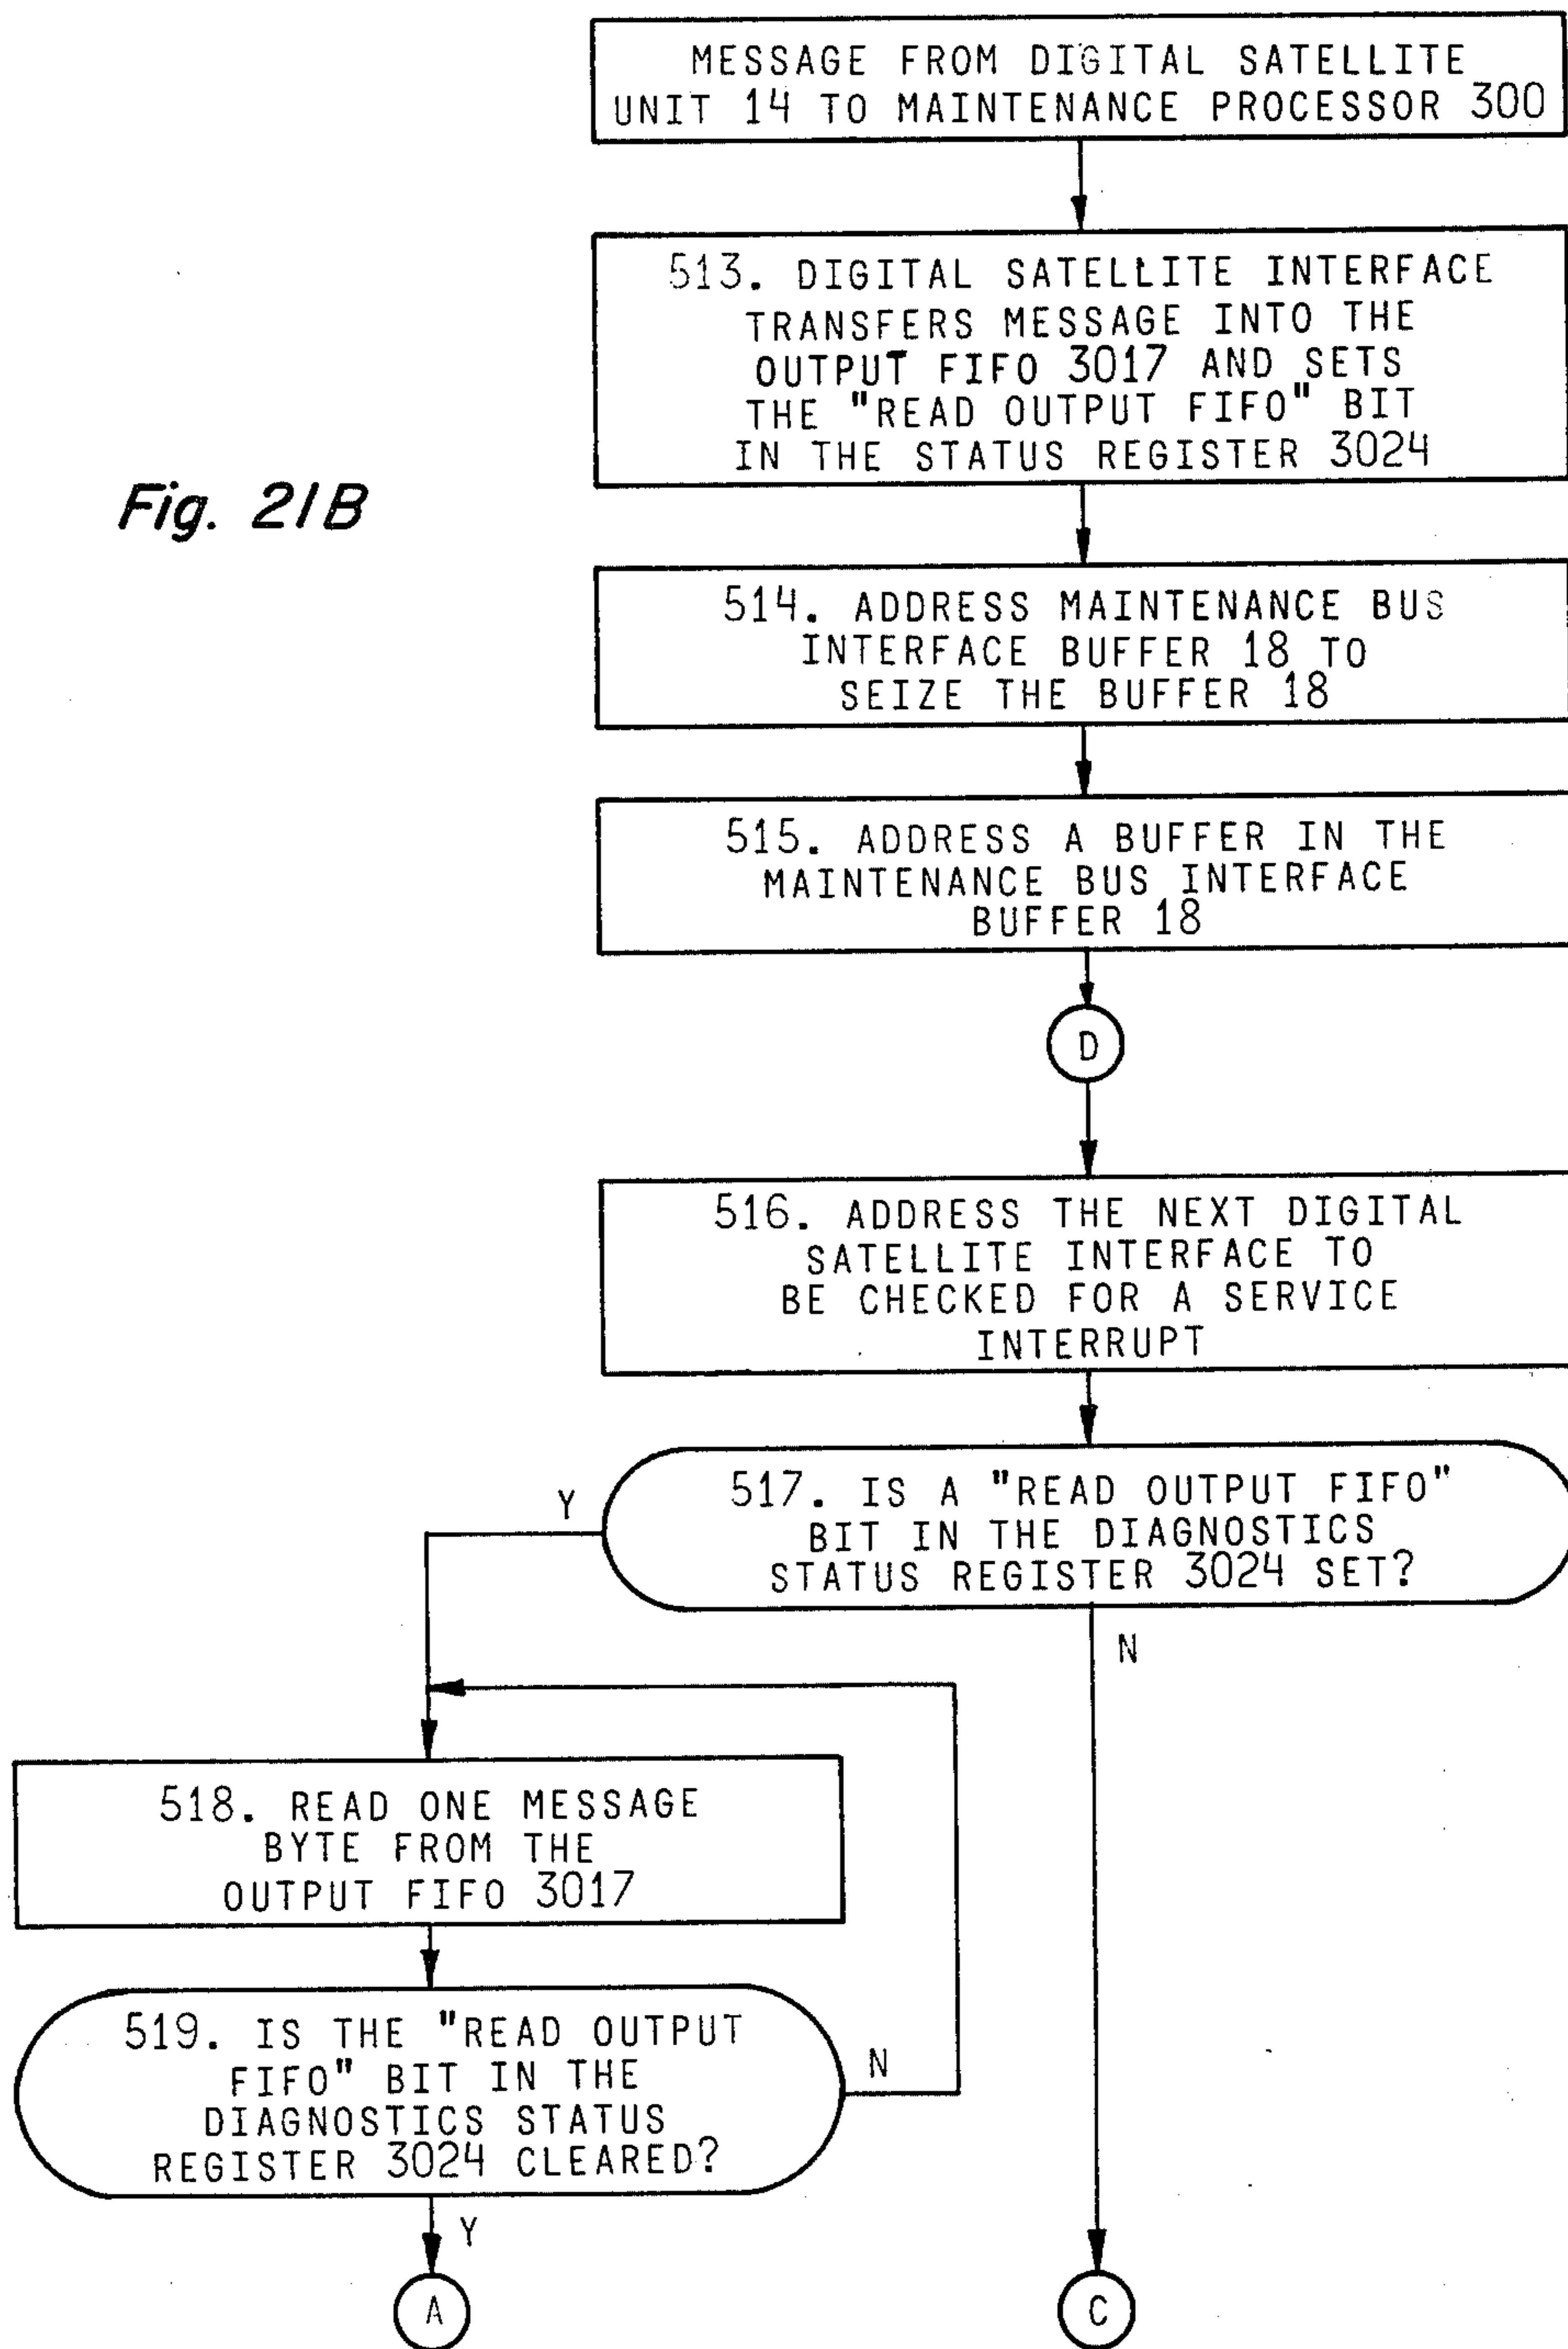 MESSAGE FROM DIGITAL SATELLITE
UNIT 14 TO MAINTENANCE PROCESSOR 300
513. DIGITAL SATELLITE INTERFACE
TRANSFERS MESSAGE INTO THE
OUTPUT FIFO 3017 AND SETS
THE "READ OUTPUT FIFO" BIT
IN THE STATUS REGISTER 3024
Fig. 21B
514. ADDRESS MAINTENANCE BUS
INTERFACE BUFFER 18 TO
SEIZE THE BUFFER 18
515. ADDRESS A BUFFER IN THE
MAINTENANCE BUS INTERFACE
BUFFER 18
D
516. ADDRESS THE NEXT DIGITAL
SATELLITE INTERFACE TO
BE CHECKED FOR A SERVICE
INTERRUPT
517. IS A "READ OUTPUT FIFO"
BIT IN THE DIAGNOSTICS
STATUS REGISTER 3024 SET?
Y
N
518. READ ONE MESSAGE
BYTE FROM THE
OUTPUT FIFO 3017
519. IS THE "READ OUTPUT
FIFO" BIT IN THE
DIAGNOSTICS STATUS
REGISTER 3024 CLEARED?
N
Y
A
C